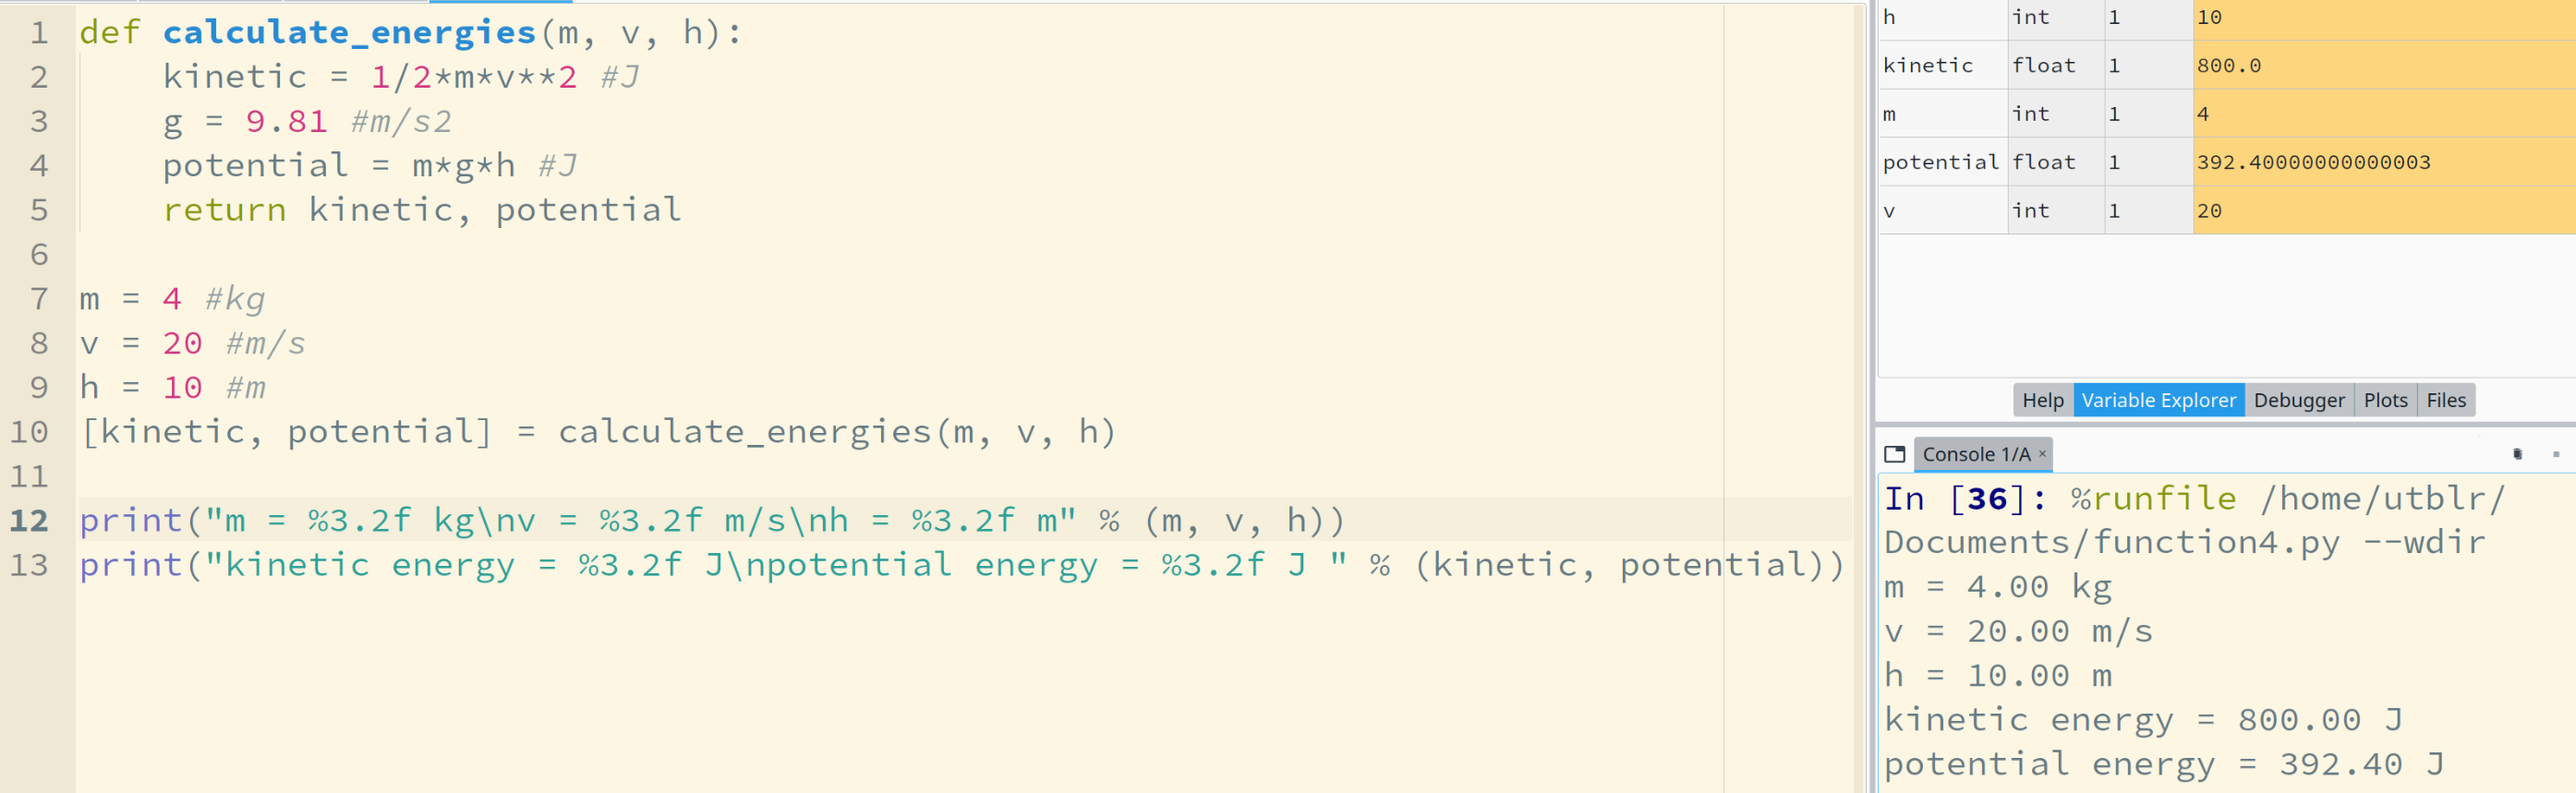 1 def calculate_energies(m, v, h):
2     kinetic = 1/2*m*v**2 #J
3     g = 9.81 #m/s2
4     potential = m*g*h #J
5     return kinetic, potential
6
7 m = 4 #kg
8 v = 20 #m/s
9 h = 10 #m
10 [kinetic, potential] = calculate_energies(m, v, h)
11
12 print("m = %3.2f kg\nv = %3.2f m/s\nh = %3.2f m" % (m, v, h))
13 print("kinetic energy = %3.2f J\npotential energy = %3.2f J " % (kinetic, potential))
h int 1 10
kinetic float 1 800.0
m int 1 4
potential float 1 392.40000000000003
v int 1 20
Help Variable Explorer Debugger Plots Files
Console 1/A ×
In [36]: %runfile /home/utblr/
Documents/function4.py --wdir
m = 4.00 kg
v = 20.00 m/s
h = 10.00 m
kinetic energy = 800.00 J
potential energy = 392.40 J